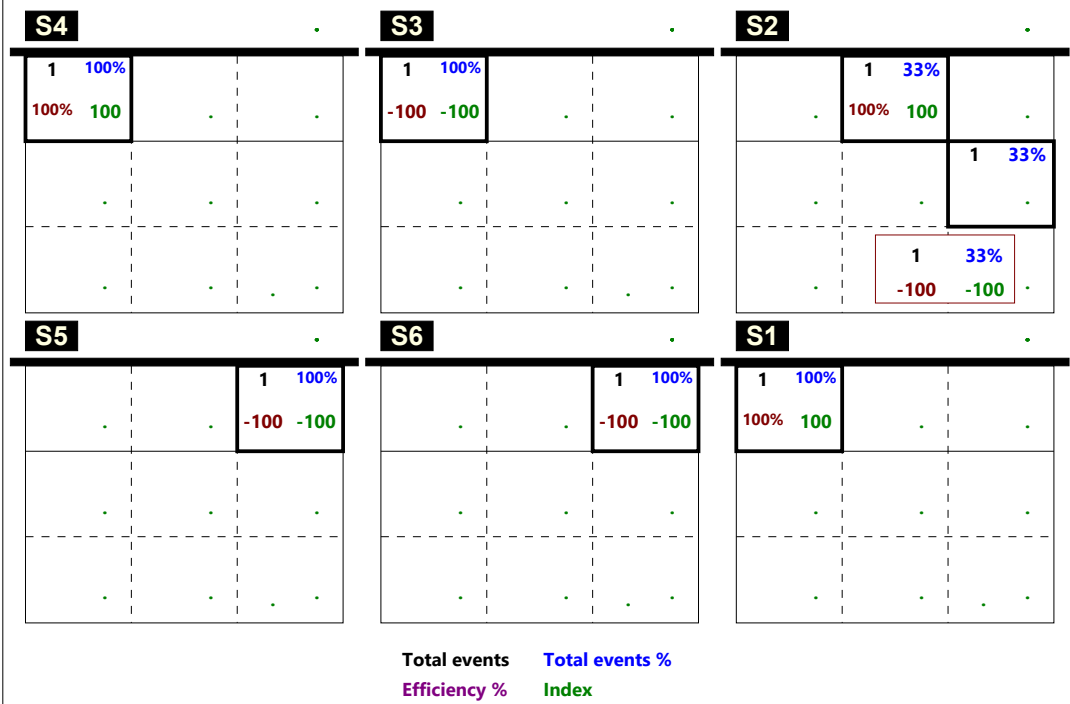 S4 S3 S2
1 100% 1 100% 1 33%
100% 100 -100 -100 100% 100
1 33%
1 33%
-100 -100
S5 S6 S1
1 100% 1 100% 1 100%
-100 -100 -100 -100 100% 100
Total events Total events %
Efficiency % Index